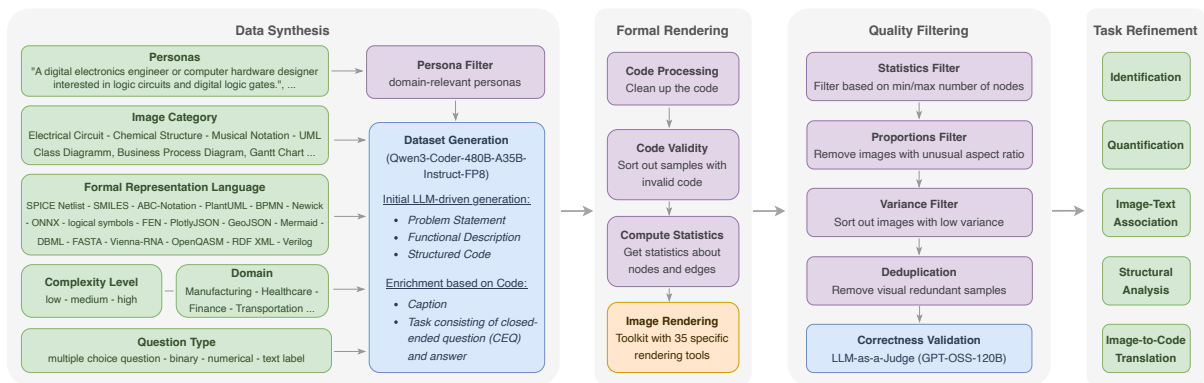 Data Synthesis
Personas
"A digital electronics engineer or computer hardware designer
interested in logic circuits and digital logic gates.", ...
Image Category
Electrical Circuit - Chemical Structure - Musical Notation - UML
Class Diagramm, Business Process Diagram, Gantt Chart ...
Formal Representation Language
SPICE Netlist - SMILES - ABC-Notation - PlantUML - BPMN - Newick
- ONNX - logical symbols - FEN - PlotlyJSON - GeoJSON - Mermaid -
DBML - FASTA - Vienna-RNA - OpenQASM - RDF XML - Verilog
Complexity Level
low - medium - high
Domain
Manufacturing - Healthcare -
Finance - Transportation ...
Question Type
multiple choice question - binary - numerical - text label
Persona Filter
domain-relevant personas
Dataset Generation
(Qwen3-Coder-480B-A35B-
Instruct-FP8)
Initial LLM-driven generation:
• Problem Statement
• Functional Description
• Structured Code
Enrichment based on Code:
• Caption
• Task consisting of closed-
ended question (CEQ)
and answer
Formal Rendering
Code Processing
Clean up the code
Code Validity
Sort out samples with
invalid code
Compute Statistics
Get statistics about
nodes and edges
Image Rendering
Toolkit with 35 specific
rendering tools
Quality Filtering
Statistics Filter
Filter based on min/max number of nodes
Proportions Filter
Remove images with unusual aspect ratio
Variance Filter
Sort out images with low variance
Deduplication
Remove visual redundant samples
Correctness Validation
LLM-as-a-Judge (GPT-OSS-120B)
Task Refinement
Identification
Quantification
Image-Text
Association
Structural
Analysis
Image-to-Code
Translation